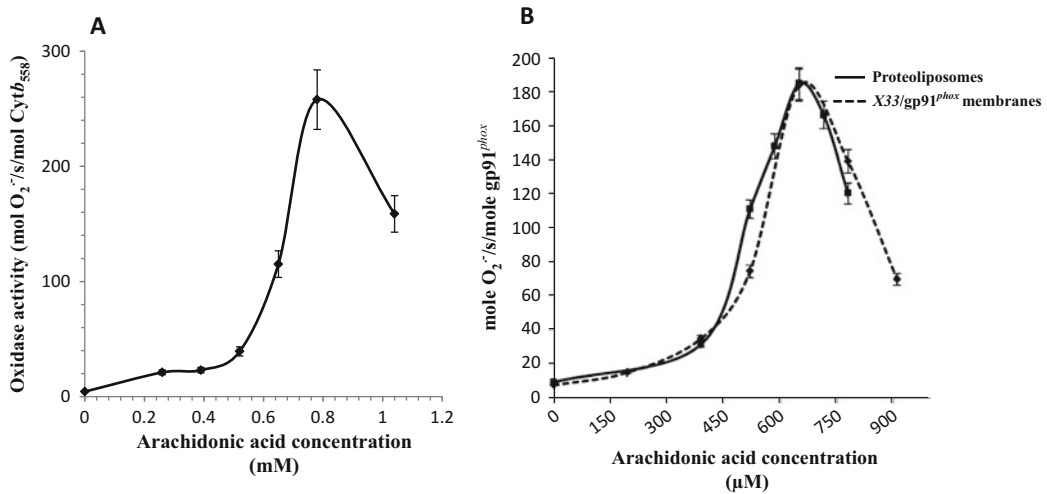 A
Oxidase activity (mol O₂·⁻/s/mol Cytb₅₅₈)
300
200
100
0
0
0.2
0.4
0.6
0.8
1
1.2
Arachidonic acid concentration
(mM)
B
mole O₂·⁻/s/mole gp91ᵖʰᵒˣ
200
180
160
140
120
100
80
60
40
20
0
0
150
300
450
600
750
900
Arachidonic acid concentration
(µM)
Proteoliposomes
X33/gp91ᵖʰᵒˣ membranes